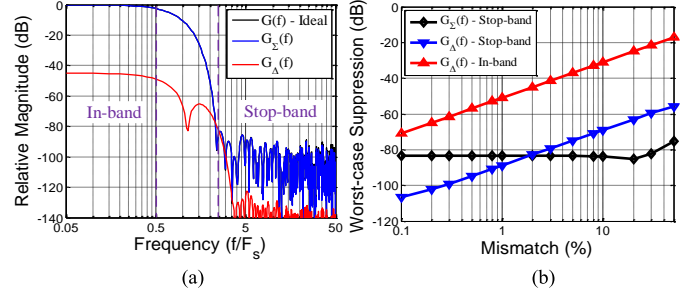 Relative Magnitude (dB)
0
-20
-40
-60
-80
-100
-120
-140
0.05
0.5
5
50
Frequency (f/Fs)
G(f) - Ideal
GΣ(f)
GΔ(f)
In-band
Stop-band
(a)
Worst-case Suppression (dB)
0
-20
-40
-60
-80
-100
-120
0.1
1
10
Mismatch (%)
GΣ(f) - Stop-band
GΔ(f) - Stop-band
GΔ(f) - In-band
(b)